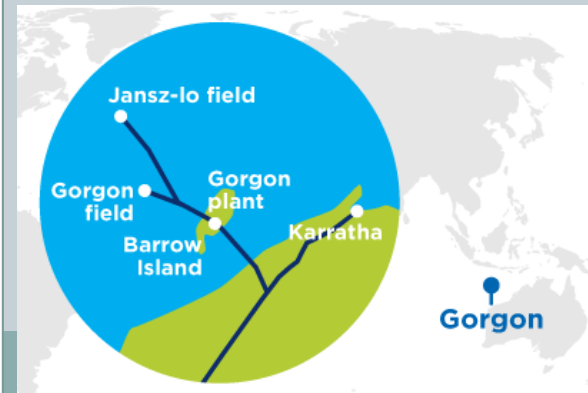 Jansz-lo field
Gorgon
field
Gorgon
plant
Barrow
Island
Karratha
Gorgon